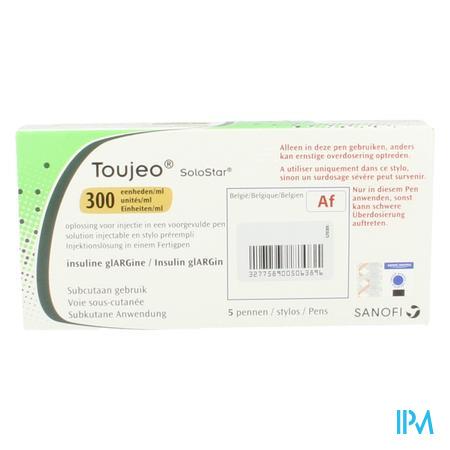 Toujeo® SoloStar®
300 eenheden/ml
unités/ml
Einheiten/ml
oplossing voor injectie in een voorgevulde pen
solution injectable en stylo prérempli
Injektionslösung in einem Fertigpen
insuline glARGine / Insulin glARGin
Subcutaan gebruik
Voie sous-cutanée
Subkutane Anwendung
België/Belgique/Belgien
Af
5 pennen / stylos / Pens
Alleen in deze pen gebruiken, anders
kan ernstige overdosering optreden.
A utiliser uniquement dans ce stylo,
sinon un surdosage sévère peut survenir.
Nur in diesem Pen
anwenden, sonst
kann schwere
Überdosierung
auftreten.
SANOFI
IPM